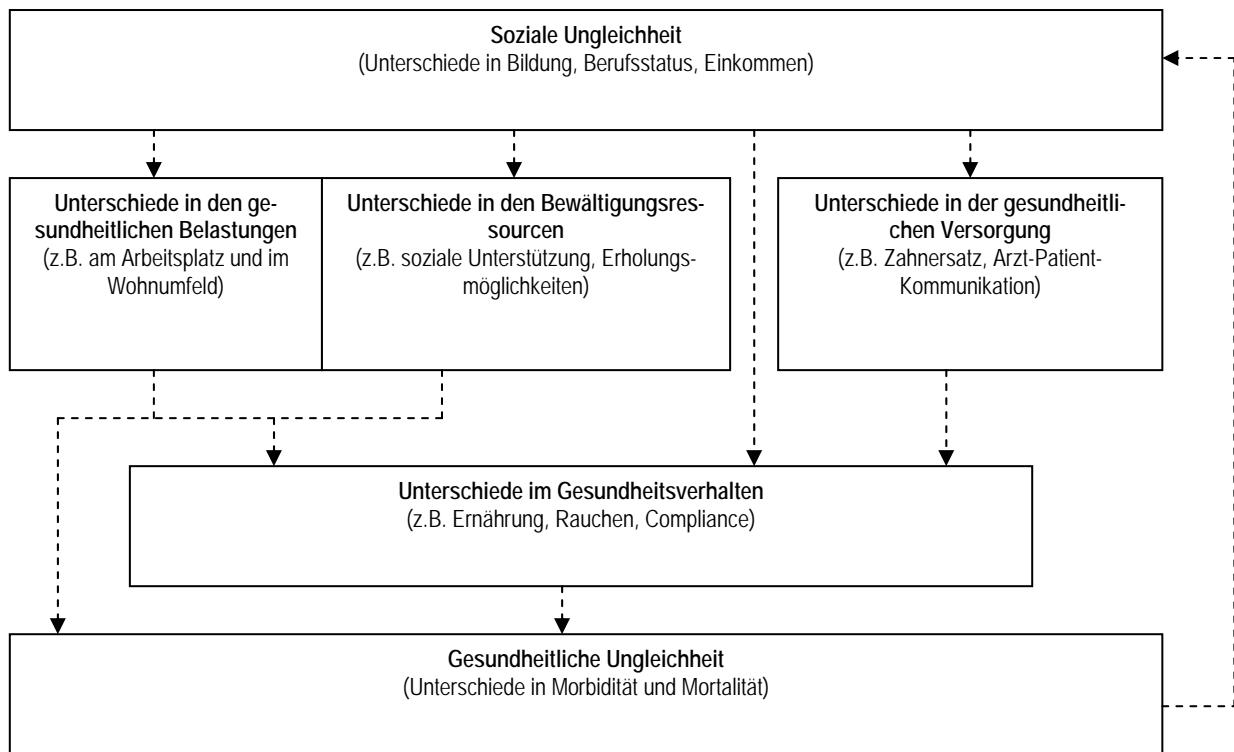 Soziale Ungleichheit
(Unterschiede in Bildung, Berufsstatus, Einkommen)
Unterschiede in den ge-
sundheitlichen Belastungen
(z.B. am Arbeitsplatz und im
Wohnumfeld)
Unterschiede in den Bewältigungsres-
sourcen
(z.B. soziale Unterstützung, Erholungs-
möglichkeiten)
Unterschiede in der gesundheitli-
chen Versorgung
(z.B. Zahnersatz, Arzt-Patient-
Kommunikation)
Unterschiede im Gesundheitsverhalten
(z.B. Ernährung, Rauchen, Compliance)
Gesundheitliche Ungleichheit
(Unterschiede in Morbidität und Mortalität)